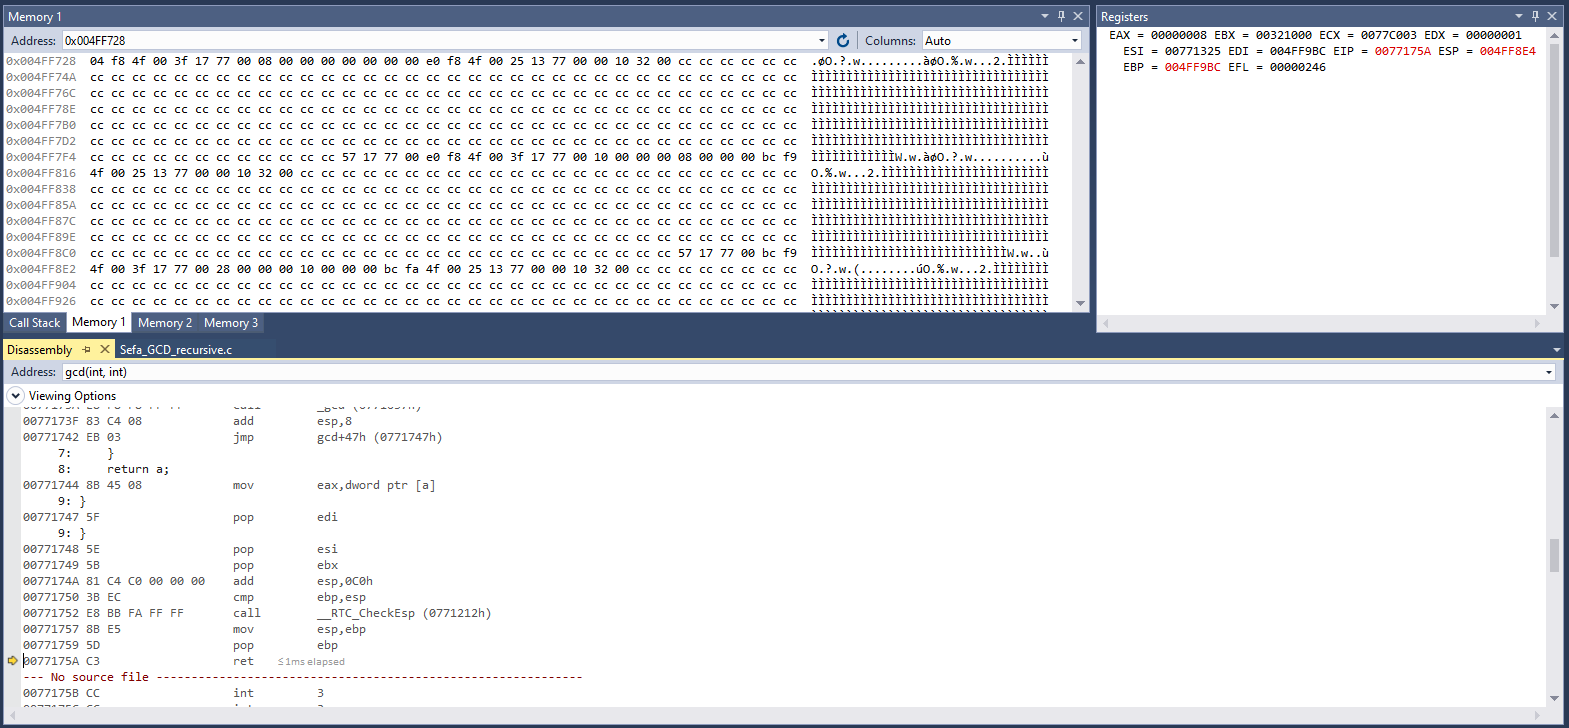 Memory 1
Address: 0x004FF728 Columns: Auto
0x004FF728 04 f8 4f 00 3f 17 77 00 08 00 00 00 00 00 00 00 e0 f8 4f 00 25 13 77 00 00 10 32 00 cc cc cc cc cc cc .øO.?.w.........àøO.%.w...2.ÌÌÌÌÌÌ
0x004FF74A cc cc cc cc cc cc cc cc cc cc cc cc cc cc cc cc cc cc cc cc cc cc cc cc cc cc cc cc cc cc cc cc cc cc ÌÌÌÌÌÌÌÌÌÌÌÌÌÌÌÌÌÌÌÌÌÌÌÌÌÌÌÌÌÌÌÌÌÌ
0x004FF76C cc cc cc cc cc cc cc cc cc cc cc cc cc cc cc cc cc cc cc cc cc cc cc cc cc cc cc cc cc cc cc cc cc cc ÌÌÌÌÌÌÌÌÌÌÌÌÌÌÌÌÌÌÌÌÌÌÌÌÌÌÌÌÌÌÌÌÌÌ
0x004FF78E cc cc cc cc cc cc cc cc cc cc cc cc cc cc cc cc cc cc cc cc cc cc cc cc cc cc cc cc cc cc cc cc cc cc ÌÌÌÌÌÌÌÌÌÌÌÌÌÌÌÌÌÌÌÌÌÌÌÌÌÌÌÌÌÌÌÌÌÌ
0x004FF7B0 cc cc cc cc cc cc cc cc cc cc cc cc cc cc cc cc cc cc cc cc cc cc cc cc cc cc cc cc cc cc cc cc cc cc ÌÌÌÌÌÌÌÌÌÌÌÌÌÌÌÌÌÌÌÌÌÌÌÌÌÌÌÌÌÌÌÌÌÌ
0x004FF7D2 cc cc cc cc cc cc cc cc cc cc cc cc cc cc cc cc cc cc cc cc cc cc cc cc cc cc cc cc cc cc cc cc cc cc ÌÌÌÌÌÌÌÌÌÌÌÌÌÌÌÌÌÌÌÌÌÌÌÌÌÌÌÌÌÌÌÌÌÌ
0x004FF7F4 cc cc cc cc cc cc cc cc cc cc cc cc 57 17 77 00 e0 f8 4f 00 3f 17 77 00 10 00 00 00 08 00 00 00 bc f9 ÌÌÌÌÌÌÌÌÌÌÌÌW.w.àøO.?.w..........ù
0x004FF816 4f 00 25 13 77 00 00 10 32 00 cc cc cc cc cc cc cc cc cc cc cc cc cc cc cc cc cc cc cc cc cc cc cc cc O.%.w...2.ÌÌÌÌÌÌÌÌÌÌÌÌÌÌÌÌÌÌÌÌÌÌÌÌ
0x004FF838 cc cc cc cc cc cc cc cc cc cc cc cc cc cc cc cc cc cc cc cc cc cc cc cc cc cc cc cc cc cc cc cc cc cc ÌÌÌÌÌÌÌÌÌÌÌÌÌÌÌÌÌÌÌÌÌÌÌÌÌÌÌÌÌÌÌÌÌÌ
0x004FF85A cc cc cc cc cc cc cc cc cc cc cc cc cc cc cc cc cc cc cc cc cc cc cc cc cc cc cc cc cc cc cc cc cc cc ÌÌÌÌÌÌÌÌÌÌÌÌÌÌÌÌÌÌÌÌÌÌÌÌÌÌÌÌÌÌÌÌÌÌ
0x004FF87C cc cc cc cc cc cc cc cc cc cc cc cc cc cc cc cc cc cc cc cc cc cc cc cc cc cc cc cc cc cc cc cc cc cc ÌÌÌÌÌÌÌÌÌÌÌÌÌÌÌÌÌÌÌÌÌÌÌÌÌÌÌÌÌÌÌÌÌÌ
0x004FF89E cc cc cc cc cc cc cc cc cc cc cc cc cc cc cc cc cc cc cc cc cc cc cc cc cc cc cc cc cc cc cc cc cc cc ÌÌÌÌÌÌÌÌÌÌÌÌÌÌÌÌÌÌÌÌÌÌÌÌÌÌÌÌÌÌÌÌÌÌ
0x004FF8C0 cc cc cc cc cc cc cc cc cc cc cc cc cc cc cc cc cc cc cc cc cc cc cc cc cc cc cc cc 57 17 77 00 bc f9 ÌÌÌÌÌÌÌÌÌÌÌÌÌÌÌÌÌÌÌÌÌÌÌÌÌÌÌÌW.w..ù
0x004FF8E2 4f 00 3f 17 77 00 28 00 00 00 10 00 00 00 bc fa 4f 00 25 13 77 00 00 10 32 00 cc cc cc cc cc cc cc cc O.?.w.(........úO.%.w...2.ÌÌÌÌÌÌÌÌ
0x004FF904 cc cc cc cc cc cc cc cc cc cc cc cc cc cc cc cc cc cc cc cc cc cc cc cc cc cc cc cc cc cc cc cc cc cc ÌÌÌÌÌÌÌÌÌÌÌÌÌÌÌÌÌÌÌÌÌÌÌÌÌÌÌÌÌÌÌÌÌÌ
0x004FF926 cc cc cc cc cc cc cc cc cc cc cc cc cc cc cc cc cc cc cc cc cc cc cc cc cc cc cc cc cc cc cc cc cc cc ÌÌÌÌÌÌÌÌÌÌÌÌÌÌÌÌÌÌÌÌÌÌÌÌÌÌÌÌÌÌÌÌÌÌ
Call Stack Memory 1 Memory 2 Memory 3
Registers
EAX = 00000008 EBX = 00321000 ECX = 0077C003 EDX = 00000001
ESI = 00771325 EDI = 004FF9BC EIP = 0077175A ESP = 004FF8E4
EBP = 004FF9BC EFL = 00000246
Disassembly Sefa_GCD_recursive.c
Address: gcd(int, int)
Viewing Options
0077173F 83 C4 08 add esp,8
00771742 EB 03 jmp gcd+47h (0771747h)
7: }
8: return a;
00771744 8B 45 08 mov eax,dword ptr [a]
9: }
00771747 5F pop edi
9: }
00771748 5E pop esi
00771749 5B pop ebx
0077174A 81 C4 C0 00 00 00 add esp,0C0h
00771750 3B EC cmp ebp,esp
00771752 E8 BB FA FF FF call __RTC_CheckEsp (0771212h)
00771757 8B E5 mov esp,ebp
00771759 5D pop ebp
0077175A C3 ret ≤1ms elapsed
--- No source file -------------------------------------------------------------
0077175B CC int 3